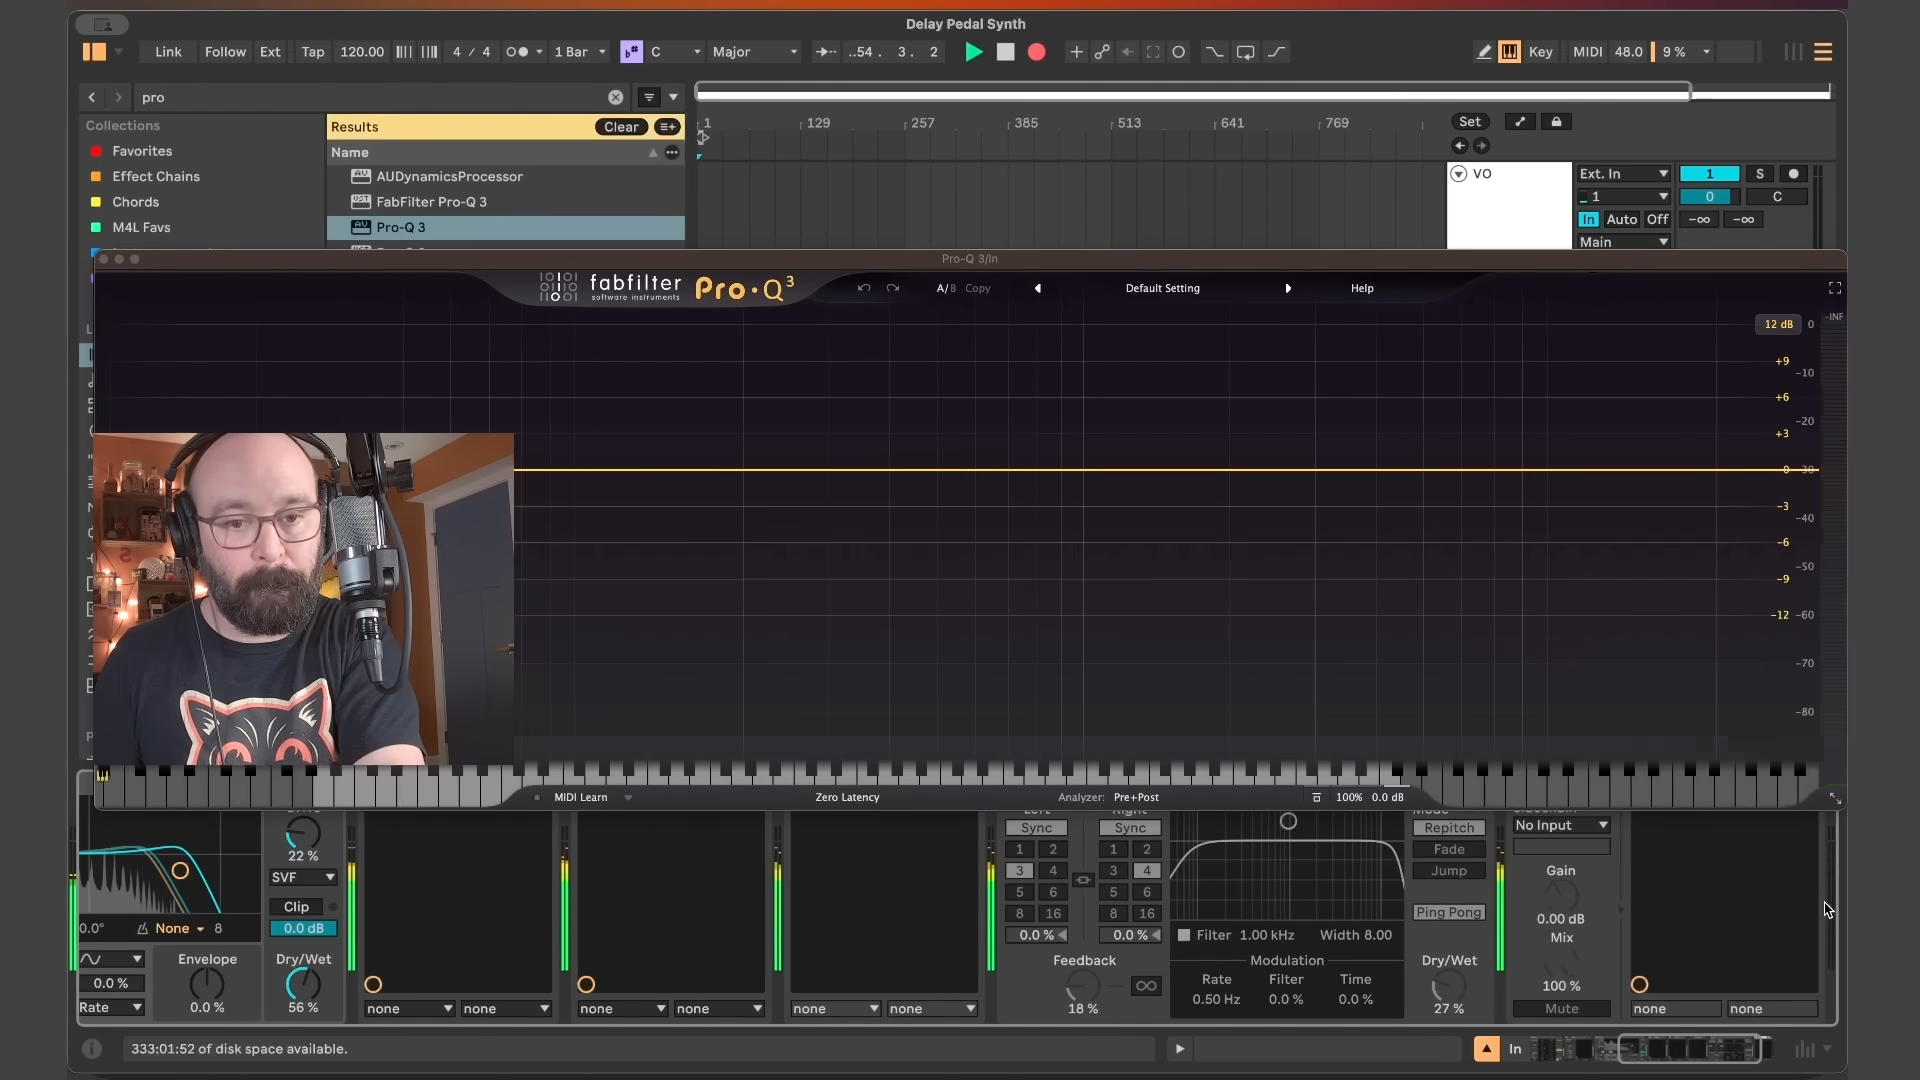 Delay Pedal Synth
Link Follow Ext Tap 120.00 4 / 4 1 Bar C Major ..54 . 3 . 2 Key MIDI 48.0 9 %
pro
1 129 257 385 513 641 769
Set
Collections
Favorites
Effect Chains
Chords
M4L Favs
Results Clear
Name
AUDynamicsProcessor
FabFilter Pro-Q 3
Pro-Q 3
VO
Ext. In 1 S
1 0 C
In Auto Off -∞ -∞
Main
Pro-Q 3/In
fabfilter
software instruments
Pro·Q3
A/B Copy Default Setting Help
12 dB 0 -INF
+9
-10
+6
-20
+3
0 -30
-3
-40
-6
-50
-9
-12 -60
-70
-80
MIDI Learn Zero Latency Analyzer: Pre+Post 100% 0.0 dB
22 %
SVF
Clip
0.0 dB
0.0° None 8
Envelope Dry/Wet
0.0 %
Rate 0.0 % 56 %
none none
none none
none none
Left Right
Sync Sync
1 2 1 2
3 4 3 4
5 6 5 6
8 16 8 16
0.0 % 0.0 %
Feedback
18 %
Filter 1.00 kHz Width 8.00
Modulation
Rate Filter Time
0.50 Hz 0.0 % 0.0 %
Mode
Repitch
Fade
Jump
Ping Pong
Dry/Wet
27 %
No Input
Gain
0.00 dB
Mix
100 %
Mute
none none
333:01:52 of disk space available.
In